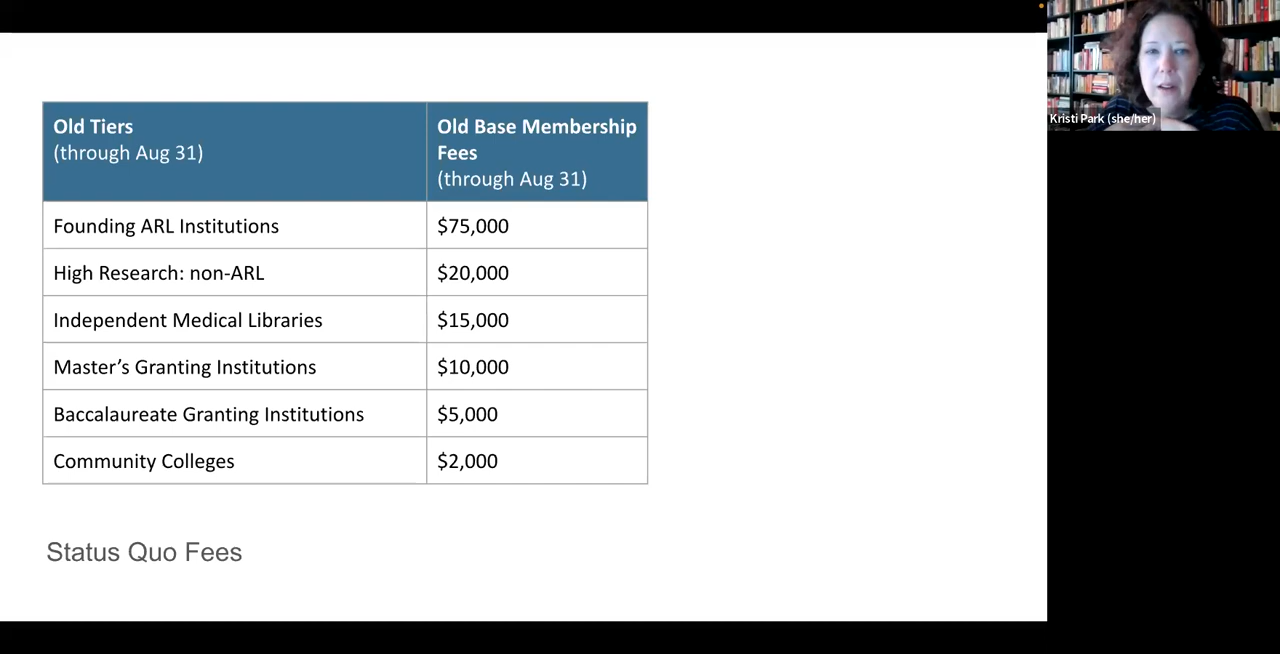 Old Tiers
(through Aug 31)
Old Base Membership
Fees
(through Aug 31)
Founding ARL Institutions
$75,000
High Research: non-ARL
$20,000
Independent Medical Libraries
$15,000
Master’s Granting Institutions
$10,000
Baccalaureate Granting Institutions
$5,000
Community Colleges
$2,000
Status Quo Fees
Kristi Park (she/her)